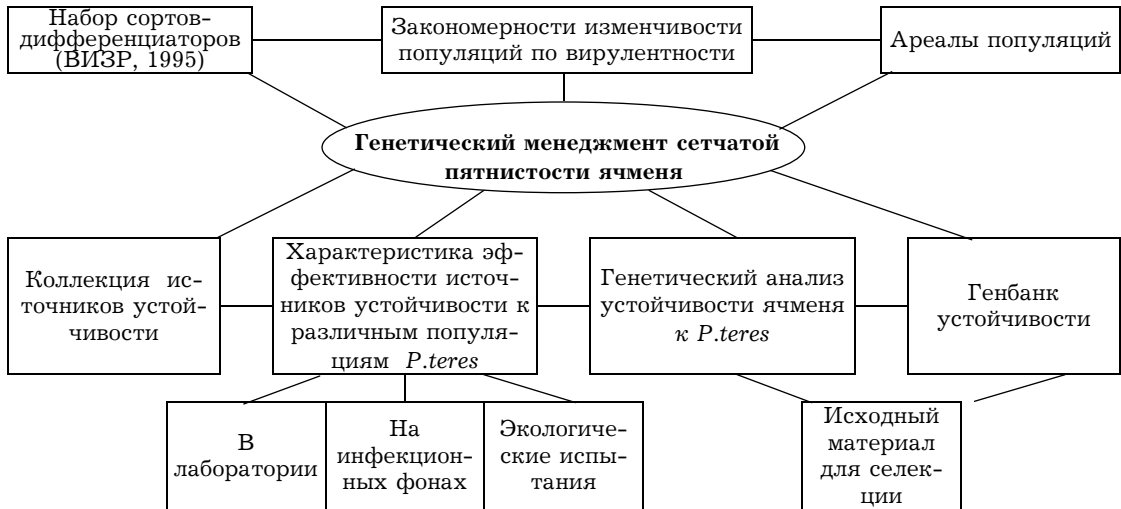 Набор сортов-
дифференциаторов
(ВИЗР, 1995)
Закономерности изменчивости
популяций по вирулентности
Ареалы популяций
Генетический менеджмент сетчатой
пятнистости ячменя
Коллекция ис-
точников устой-
чивости
Характеристика эф-
фективности источ-
ников устойчивости к
различным популя-
циям P.teres
Генетический анализ
устойчивости ячменя
к P.teres
Генбанк
устойчивости
В
лаборатории
На
инфекцион-
ных фонах
Экологиче-
ские испы-
тания
Исходный
материал
для селек-
ции